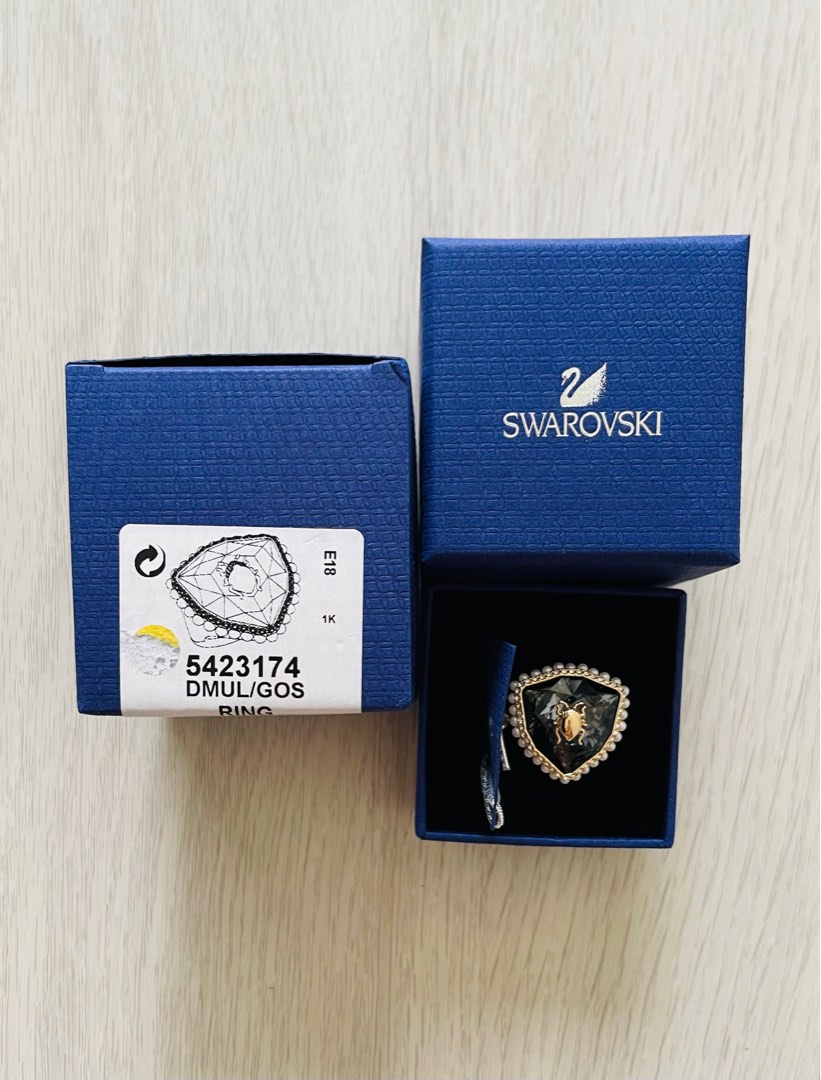 SWAROVSKI
E18
1K
5423174
DMUL/GOS
RING